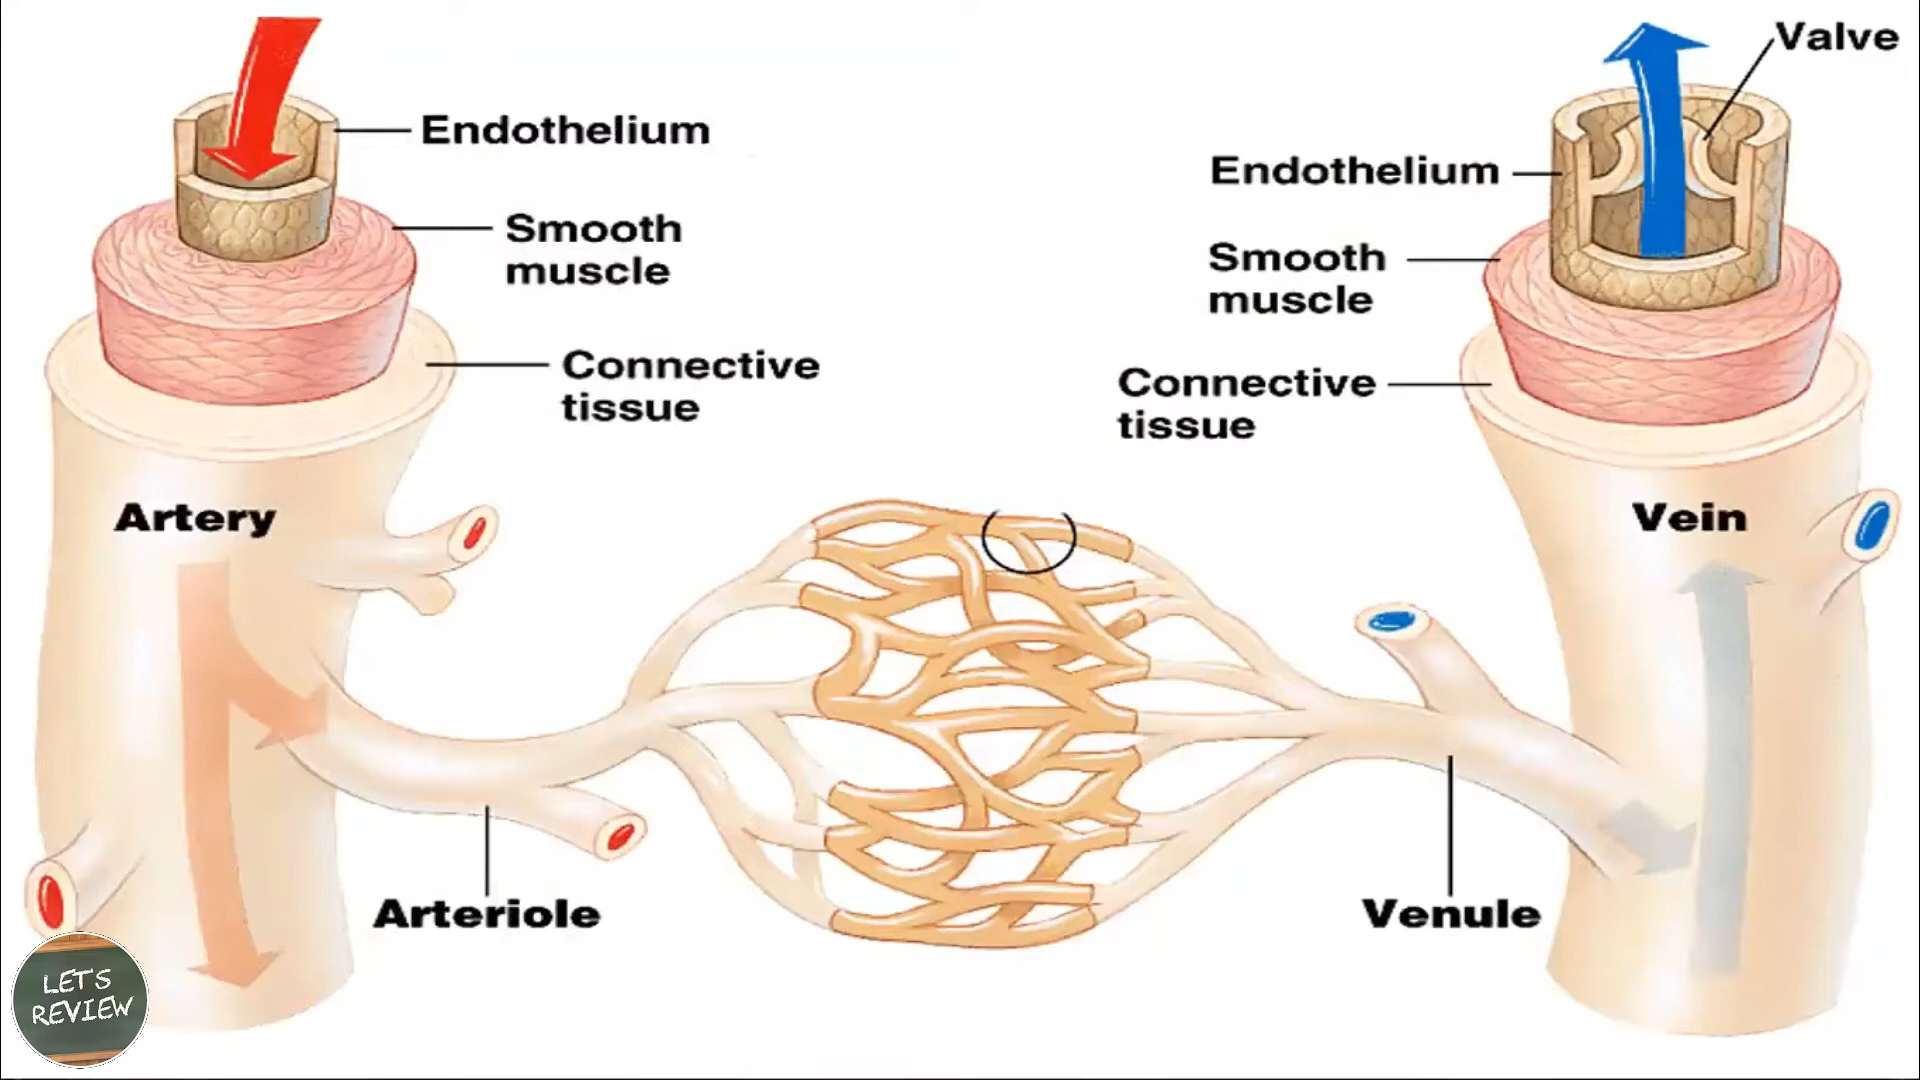 Valve
Endothelium
Smooth
muscle
Connective
tissue
Endothelium
Smooth
muscle
Connective
tissue
Artery
Vein
Arteriole
Venule
LET'S
REVIEW